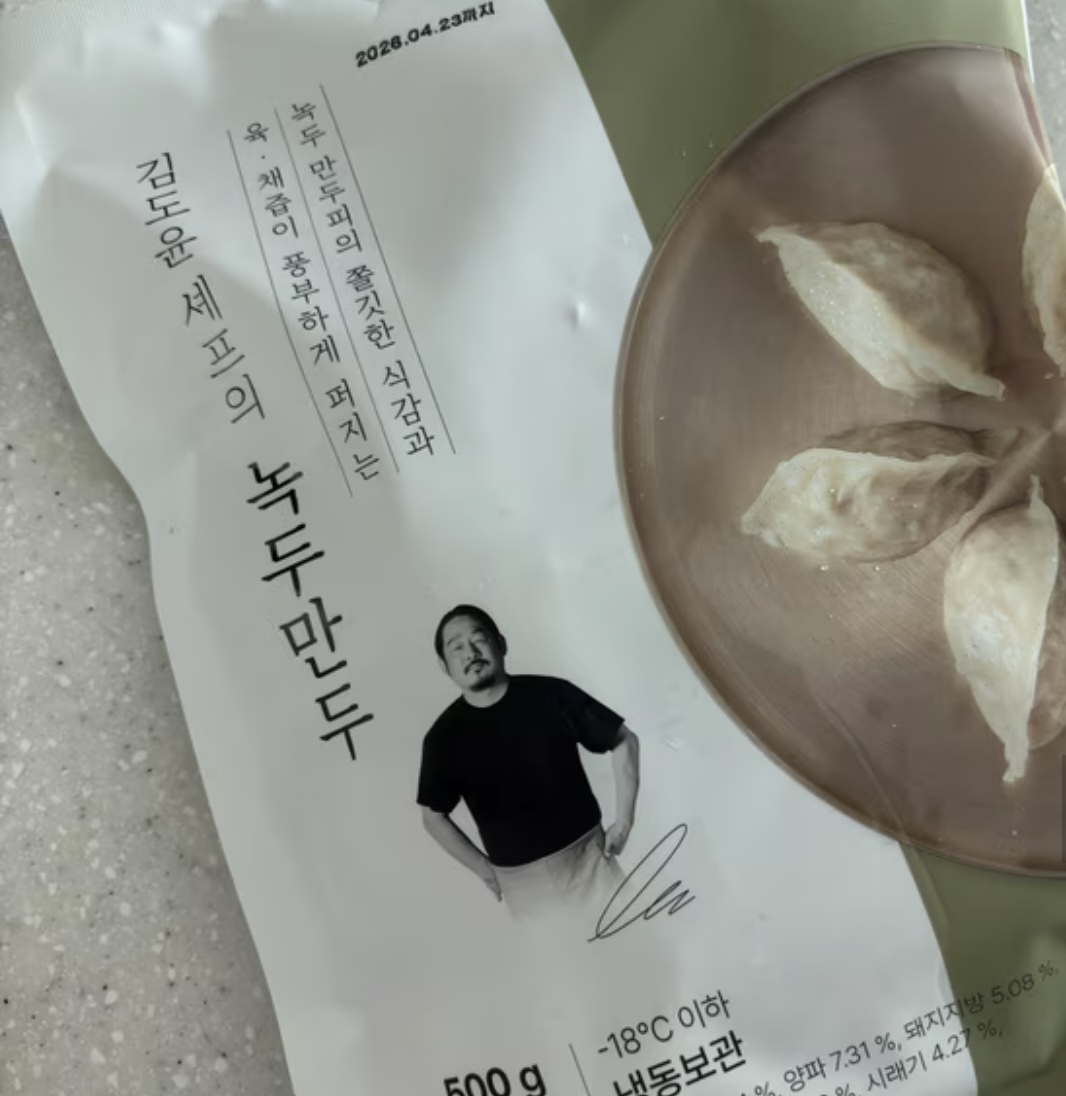 2026.04.23까지
녹두 만두피의 쫄깃한 식감과
육·채즙이 풍부하게 퍼지는
김도윤 셰프의 녹두만두
500 g
-18℃ 이하
냉동보관
%, 양파 7.31 %, 돼지지방 5.08 %,
%, 시래기 4.27 %,